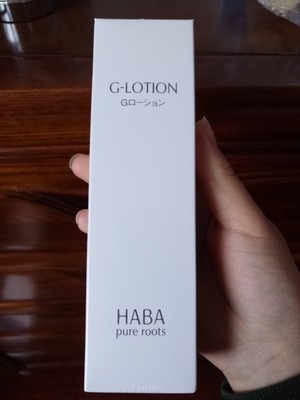 G-LOTION
Gローション
HABA
pure roots